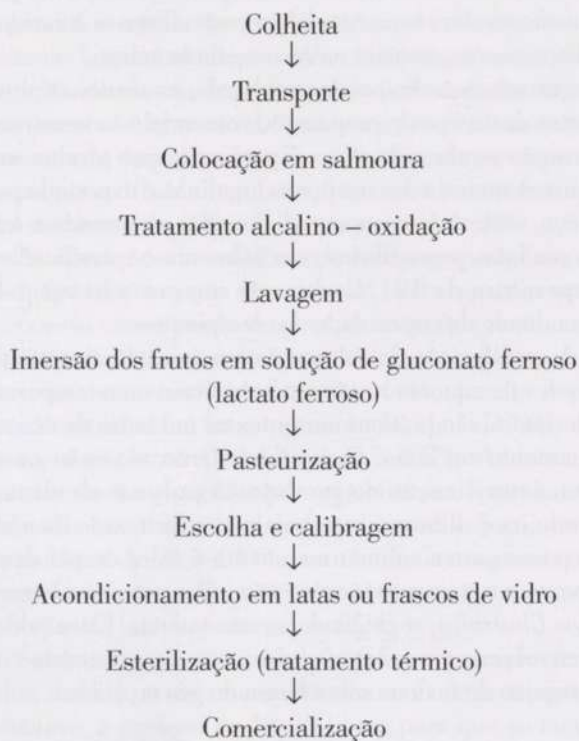 Colheita
↓
Transporte
↓
Colocação em salmoura
↓
Tratamento alcalino – oxidação
↓
Lavagem
↓
Imersão dos frutos em solução de gluconato ferroso
(lactato ferroso)
↓
Pasteurização
↓
Escolha e calibragem
↓
Acondicionamento em latas ou frascos de vidro
↓
Esterilização (tratamento térmico)
↓
Comercialização